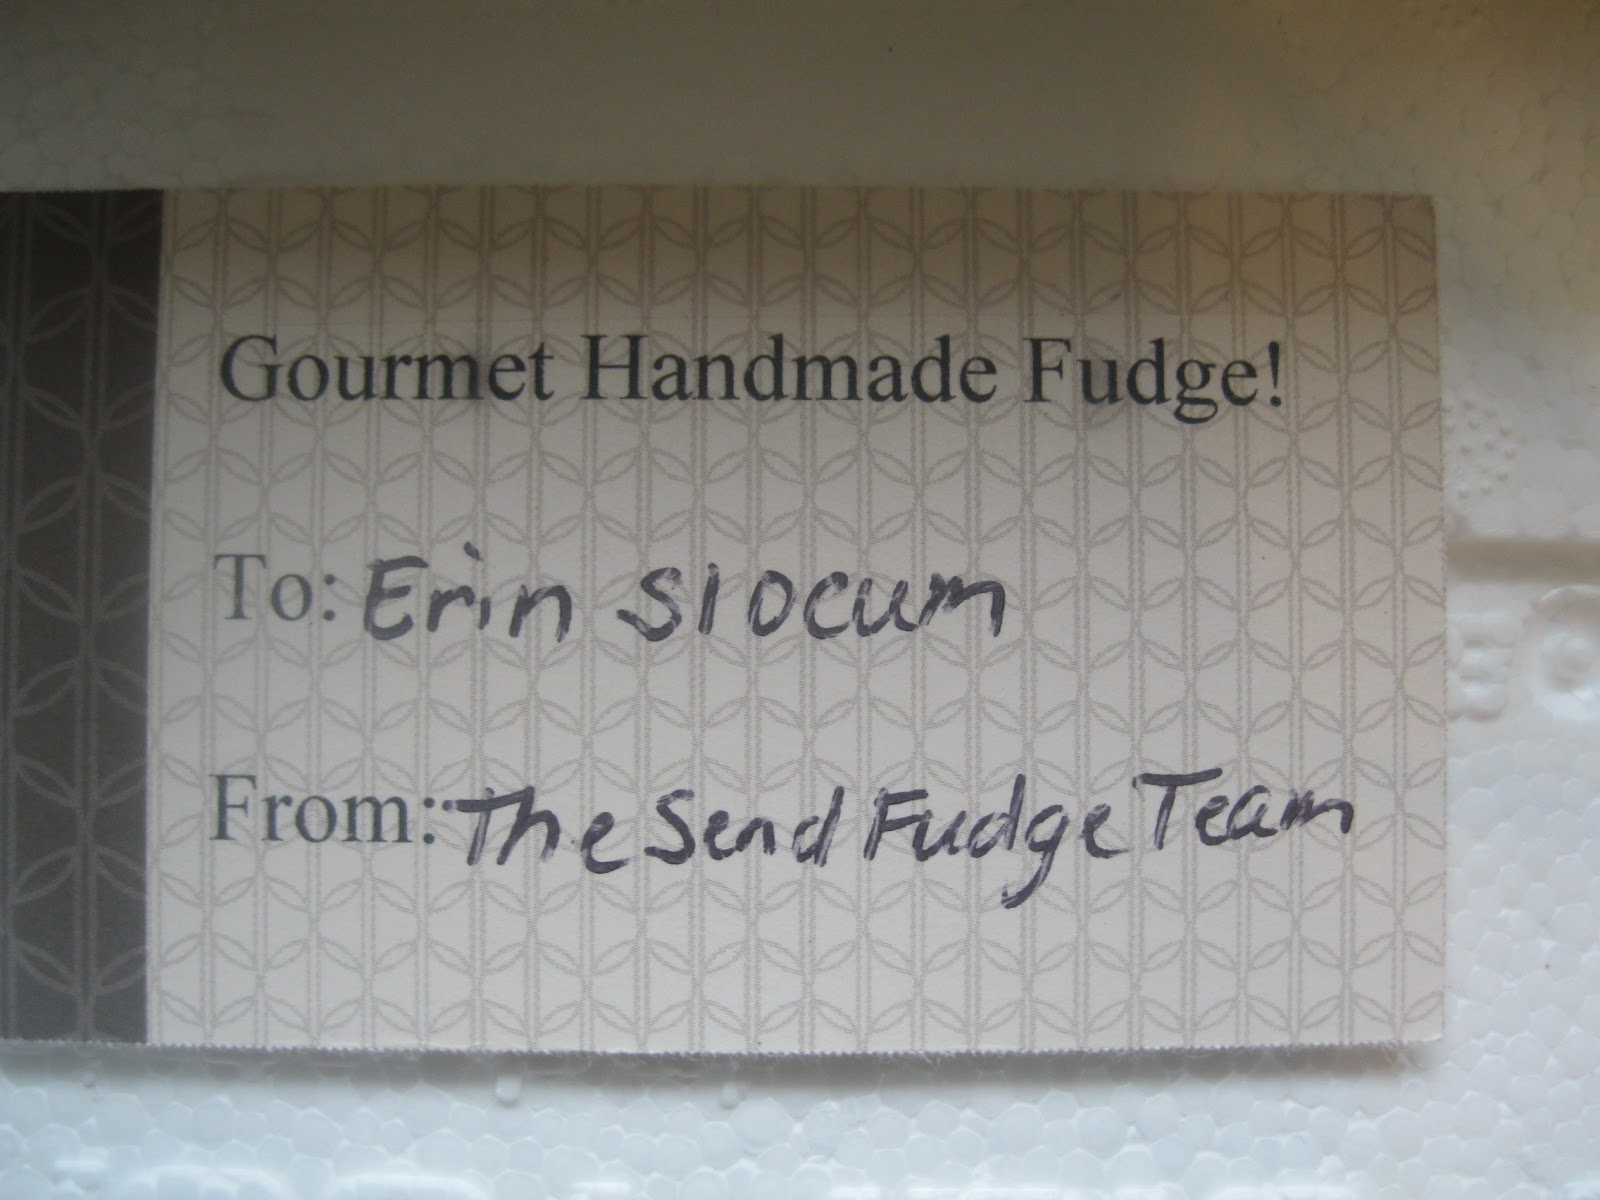 Gourmet Handmade Fudge!
To: Erin Slocum
From: The Send Fudge Team